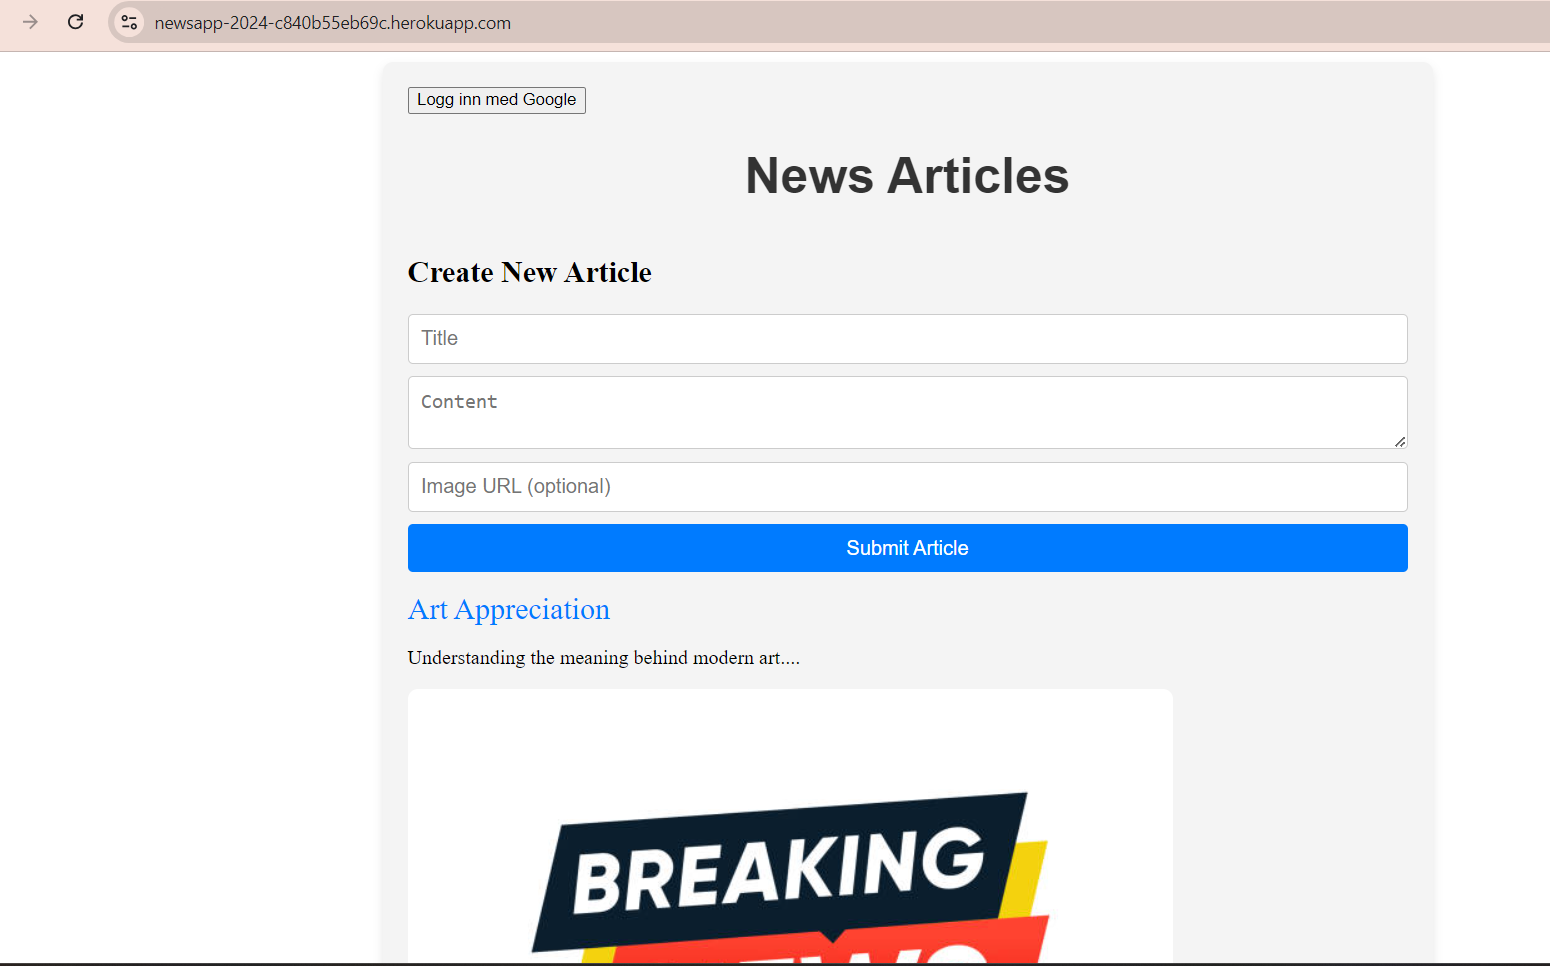 newsapp-2024-c840b55eb69c.herokuapp.com
Logg inn med Google
News Articles
Create New Article
Title
Content
Image URL (optional)
Submit Article
Art Appreciation
Understanding the meaning behind modern art....
BREAKING